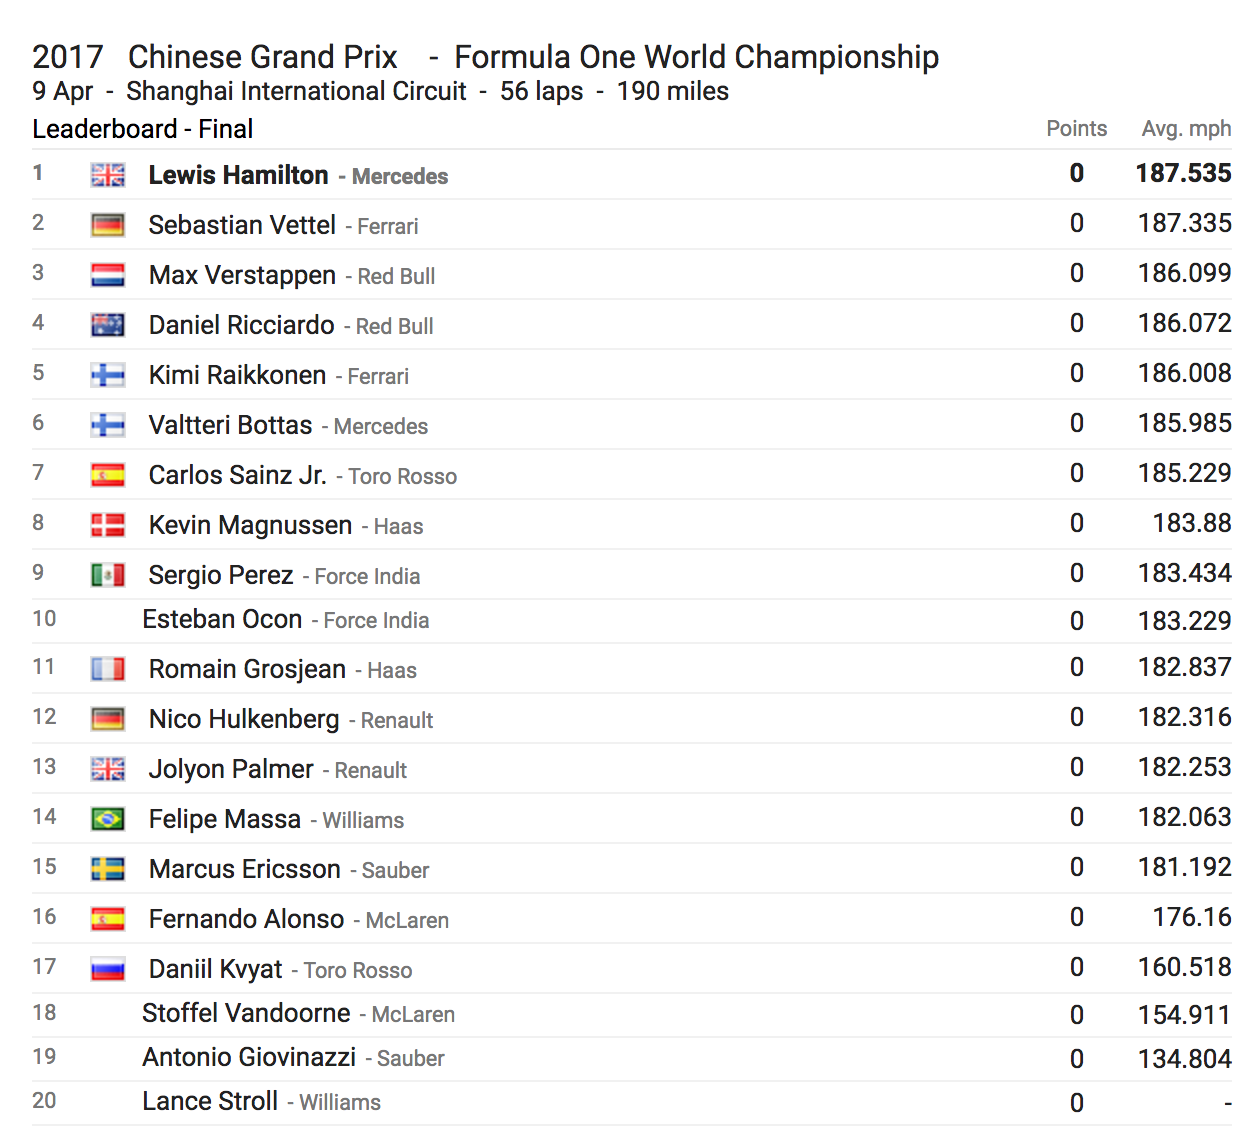 2017 Chinese Grand Prix - Formula One World Championship
9 Apr - Shanghai International Circuit - 56 laps - 190 miles
Leaderboard - Final Points Avg. mph
1 Lewis Hamilton - Mercedes 0 187.535
2 Sebastian Vettel - Ferrari 0 187.335
3 Max Verstappen - Red Bull 0 186.099
4 Daniel Ricciardo - Red Bull 0 186.072
5 Kimi Raikkonen - Ferrari 0 186.008
6 Valtteri Bottas - Mercedes 0 185.985
7 Carlos Sainz Jr. - Toro Rosso 0 185.229
8 Kevin Magnussen - Haas 0 183.88
9 Sergio Perez - Force India 0 183.434
10 Esteban Ocon - Force India 0 183.229
11 Romain Grosjean - Haas 0 182.837
12 Nico Hulkenberg - Renault 0 182.316
13 Jolyon Palmer - Renault 0 182.253
14 Felipe Massa - Williams 0 182.063
15 Marcus Ericsson - Sauber 0 181.192
16 Fernando Alonso - McLaren 0 176.16
17 Daniil Kvyat - Toro Rosso 0 160.518
18 Stoffel Vandoorne - McLaren 0 154.911
19 Antonio Giovinazzi - Sauber 0 134.804
20 Lance Stroll - Williams 0 -